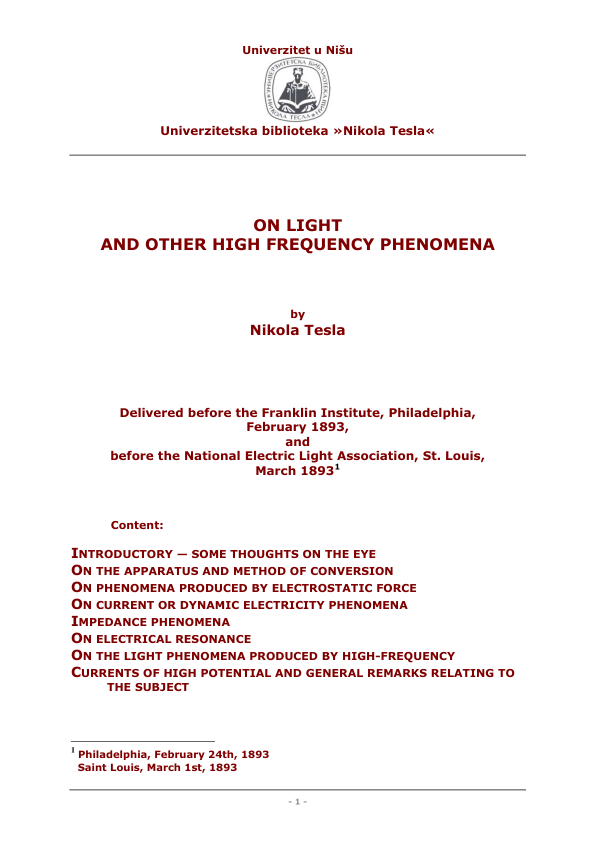 Univerzitet u Nišu
УНИВЕРЗИТЕТСКА БИБЛИОТЕКА
НИКОЛА ТЕСЛА
Univerzitetska biblioteka »Nikola Tesla«
ON LIGHT
AND OTHER HIGH FREQUENCY PHENOMENA
by
Nikola Tesla
Delivered before the Franklin Institute, Philadelphia,
February 1893,
and
before the National Electric Light Association, St. Louis,
March 1893¹
Content:
INTRODUCTORY — SOME THOUGHTS ON THE EYE
ON THE APPARATUS AND METHOD OF CONVERSION
ON PHENOMENA PRODUCED BY ELECTROSTATIC FORCE
ON CURRENT OR DYNAMIC ELECTRICITY PHENOMENA
IMPEDANCE PHENOMENA
ON ELECTRICAL RESONANCE
ON THE LIGHT PHENOMENA PRODUCED BY HIGH-FREQUENCY
CURRENTS OF HIGH POTENTIAL AND GENERAL REMARKS RELATING TO
THE SUBJECT
¹ Philadelphia, February 24th, 1893
Saint Louis, March 1st, 1893
- 1 -